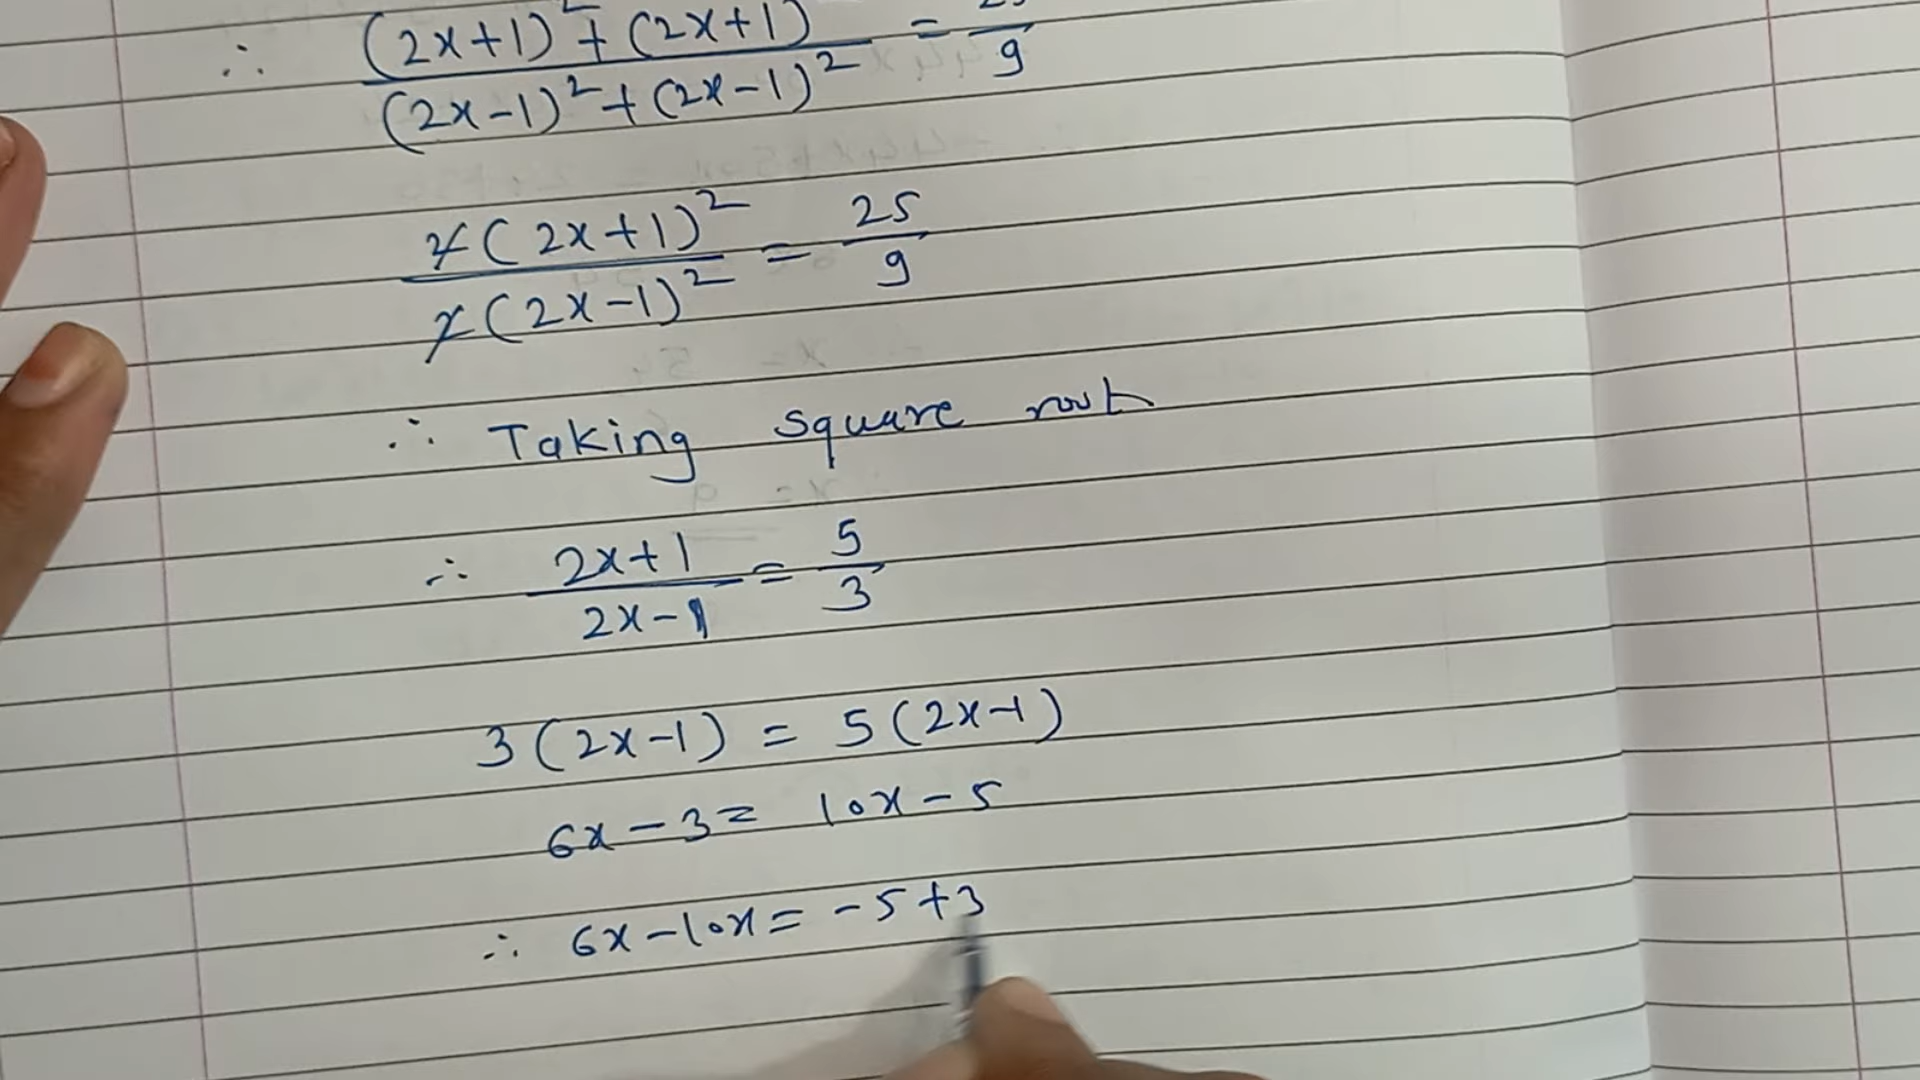 ∴ (2x+1)² + (2x+1) / (2x-1)² + (2x-1)² = 25/9
2(2x+1)² / 2(2x-1)² = 25/9
∴ Taking square root
∴ 2x+1 / 2x-1 = 5/3
3(2x-1) = 5(2x-1)
6x - 3 = 10x - 5
∴ 6x - 10x = -5+3